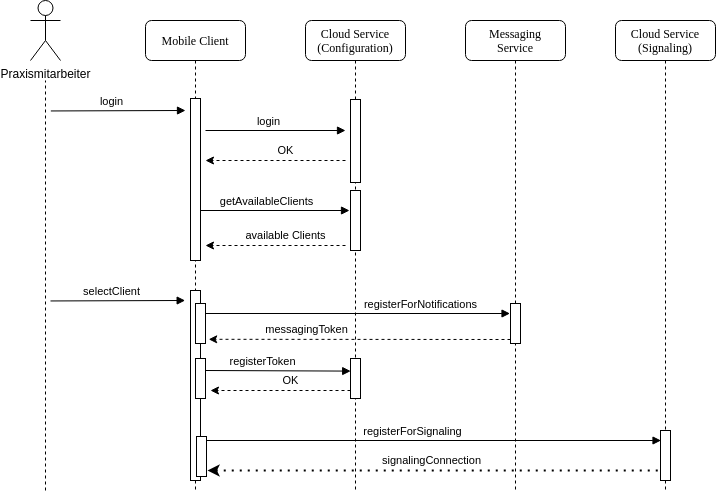 Mobile Client
Cloud Service
(Configuration)
Messaging
Service
Cloud Service
(Signaling)
Praxismitarbeiter
login
login
OK
getAvailableClients
available Clients
selectClient
registerForNotifications
messagingToken
registerToken
OK
registerForSignaling
signalingConnection